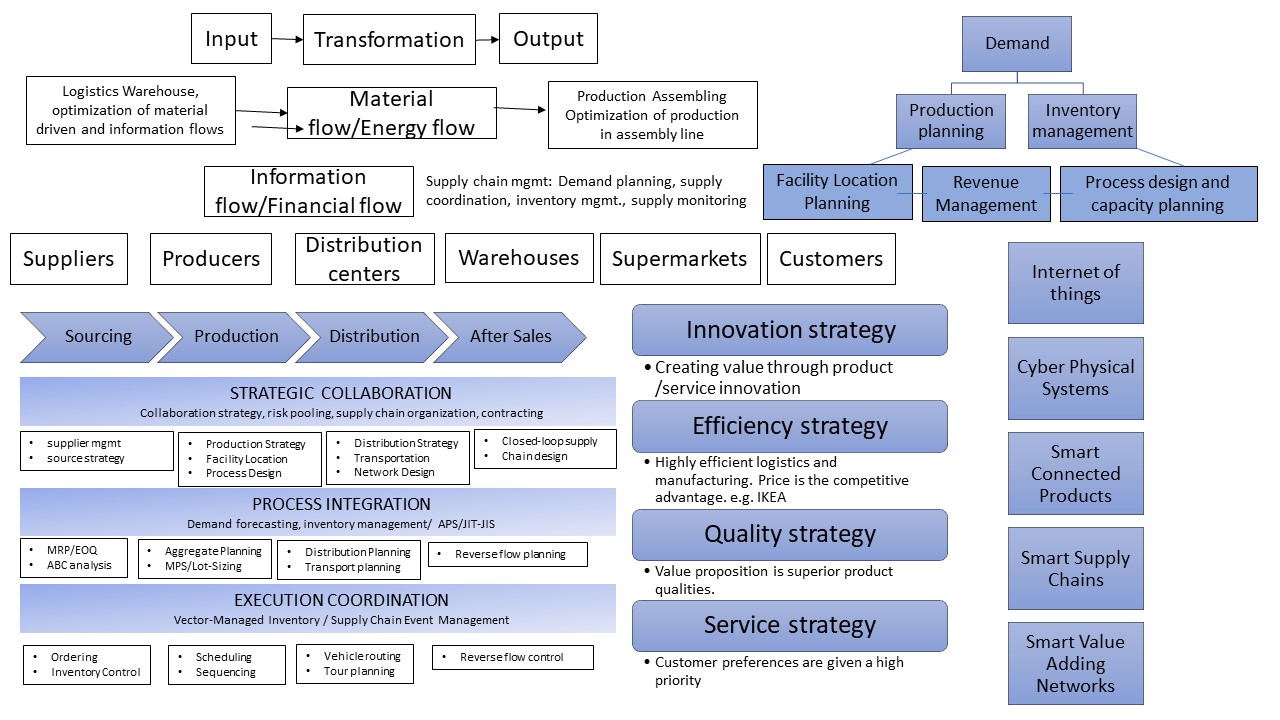 Input
Transformation
Output
Demand
Logistics Warehouse,
optimization of material
driven and information flows
Material
flow/Energy flow
Production Assembling
Optimization of production
in assembly line
Production
planning
Inventory
management
Information
flow/Financial flow
Supply chain mgmt: Demand planning, supply
coordination, inventory mgmt., supply monitoring
Facility Location
Planning
Revenue
Management
Process design and
capacity planning
Suppliers
Producers
Distribution
centers
Warehouses
Supermarkets
Customers
Sourcing
Production
Distribution
After Sales
STRATEGIC COLLABORATION
Collaboration strategy, risk pooling, supply chain organization, contracting
• supplier mgmt
• source strategy
• Production Strategy
• Facility Location
• Process Design
• Distribution Strategy
• Transportation
• Network Design
• Closed-loop supply
• Chain design
PROCESS INTEGRATION
Demand forecasting, inventory management/ APS/JIT-JIS
• MRP/EOQ
• ABC analysis
• Aggregate Planning
• MPS/Lot-Sizing
• Distribution Planning
• Transport planning
• Reverse flow planning
EXECUTION COORDINATION
Vector-Managed Inventory / Supply Chain Event Management
• Ordering
• Inventory Control
• Scheduling
• Sequencing
• Vehicle routing
• Tour planning
• Reverse flow control
Innovation strategy
• Creating value through product
/service innovation
Efficiency strategy
• Highly efficient logistics and
manufacturing. Price is the competitive
advantage. e.g. IKEA
Quality strategy
• Value proposition is superior product
qualities.
Service strategy
• Customer preferences are given a high
priority
Internet of
things
Cyber Physical
Systems
Smart
Connected
Products
Smart Supply
Chains
Smart Value
Adding
Networks